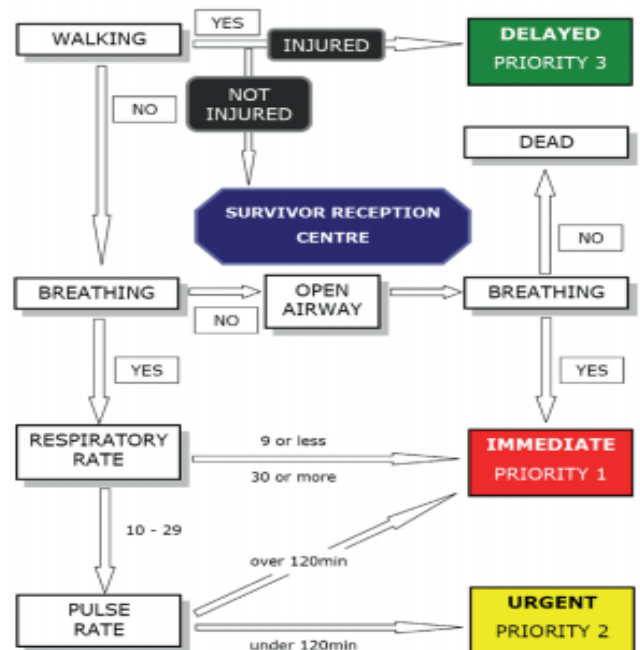 WALKING
YES
INJURED
DELAYED
PRIORITY 3
NO
NOT
INJURED
DEAD
SURVIVOR RECEPTION
CENTRE
NO
BREATHING
NO
OPEN
AIRWAY
BREATHING
YES
YES
RESPIRATORY
RATE
9 or less
30 or more
IMMEDIATE
PRIORITY 1
10 - 29
over 120min
PULSE
RATE
under 120min
URGENT
PRIORITY 2